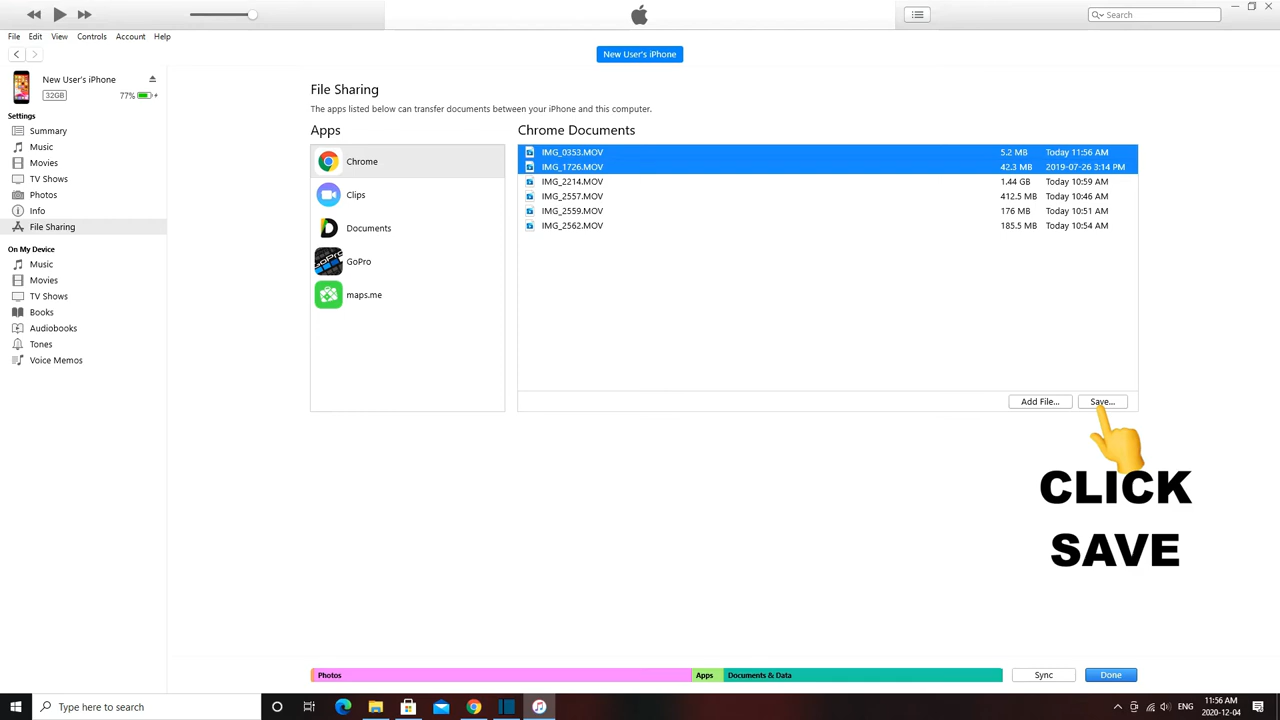 Search
File Edit View Controls Account Help
New User's iPhone
New User's iPhone
32GB 77%
Settings
Summary
Music
Movies
TV Shows
Photos
Info
File Sharing
On My Device
Music
Movies
TV Shows
Books
Audiobooks
Tones
Voice Memos
File Sharing
The apps listed below can transfer documents between your iPhone and this computer.
Apps
Chrome
Clips
Documents
GoPro
GoPro
maps.me
Chrome Documents
IMG_0353.MOV 5.2 MB Today 11:56 AM
IMG_1726.MOV 42.3 MB 2019-07-26 3:14 PM
IMG_2214.MOV 1.44 GB Today 10:59 AM
IMG_2557.MOV 412.5 MB Today 10:46 AM
IMG_2559.MOV 176 MB Today 10:51 AM
IMG_2562.MOV 185.5 MB Today 10:54 AM
Add File... Save...
CLICK
SAVE
Photos Apps Documents & Data Sync Done
Type here to search
ENG 11:56 AM
2020-12-04